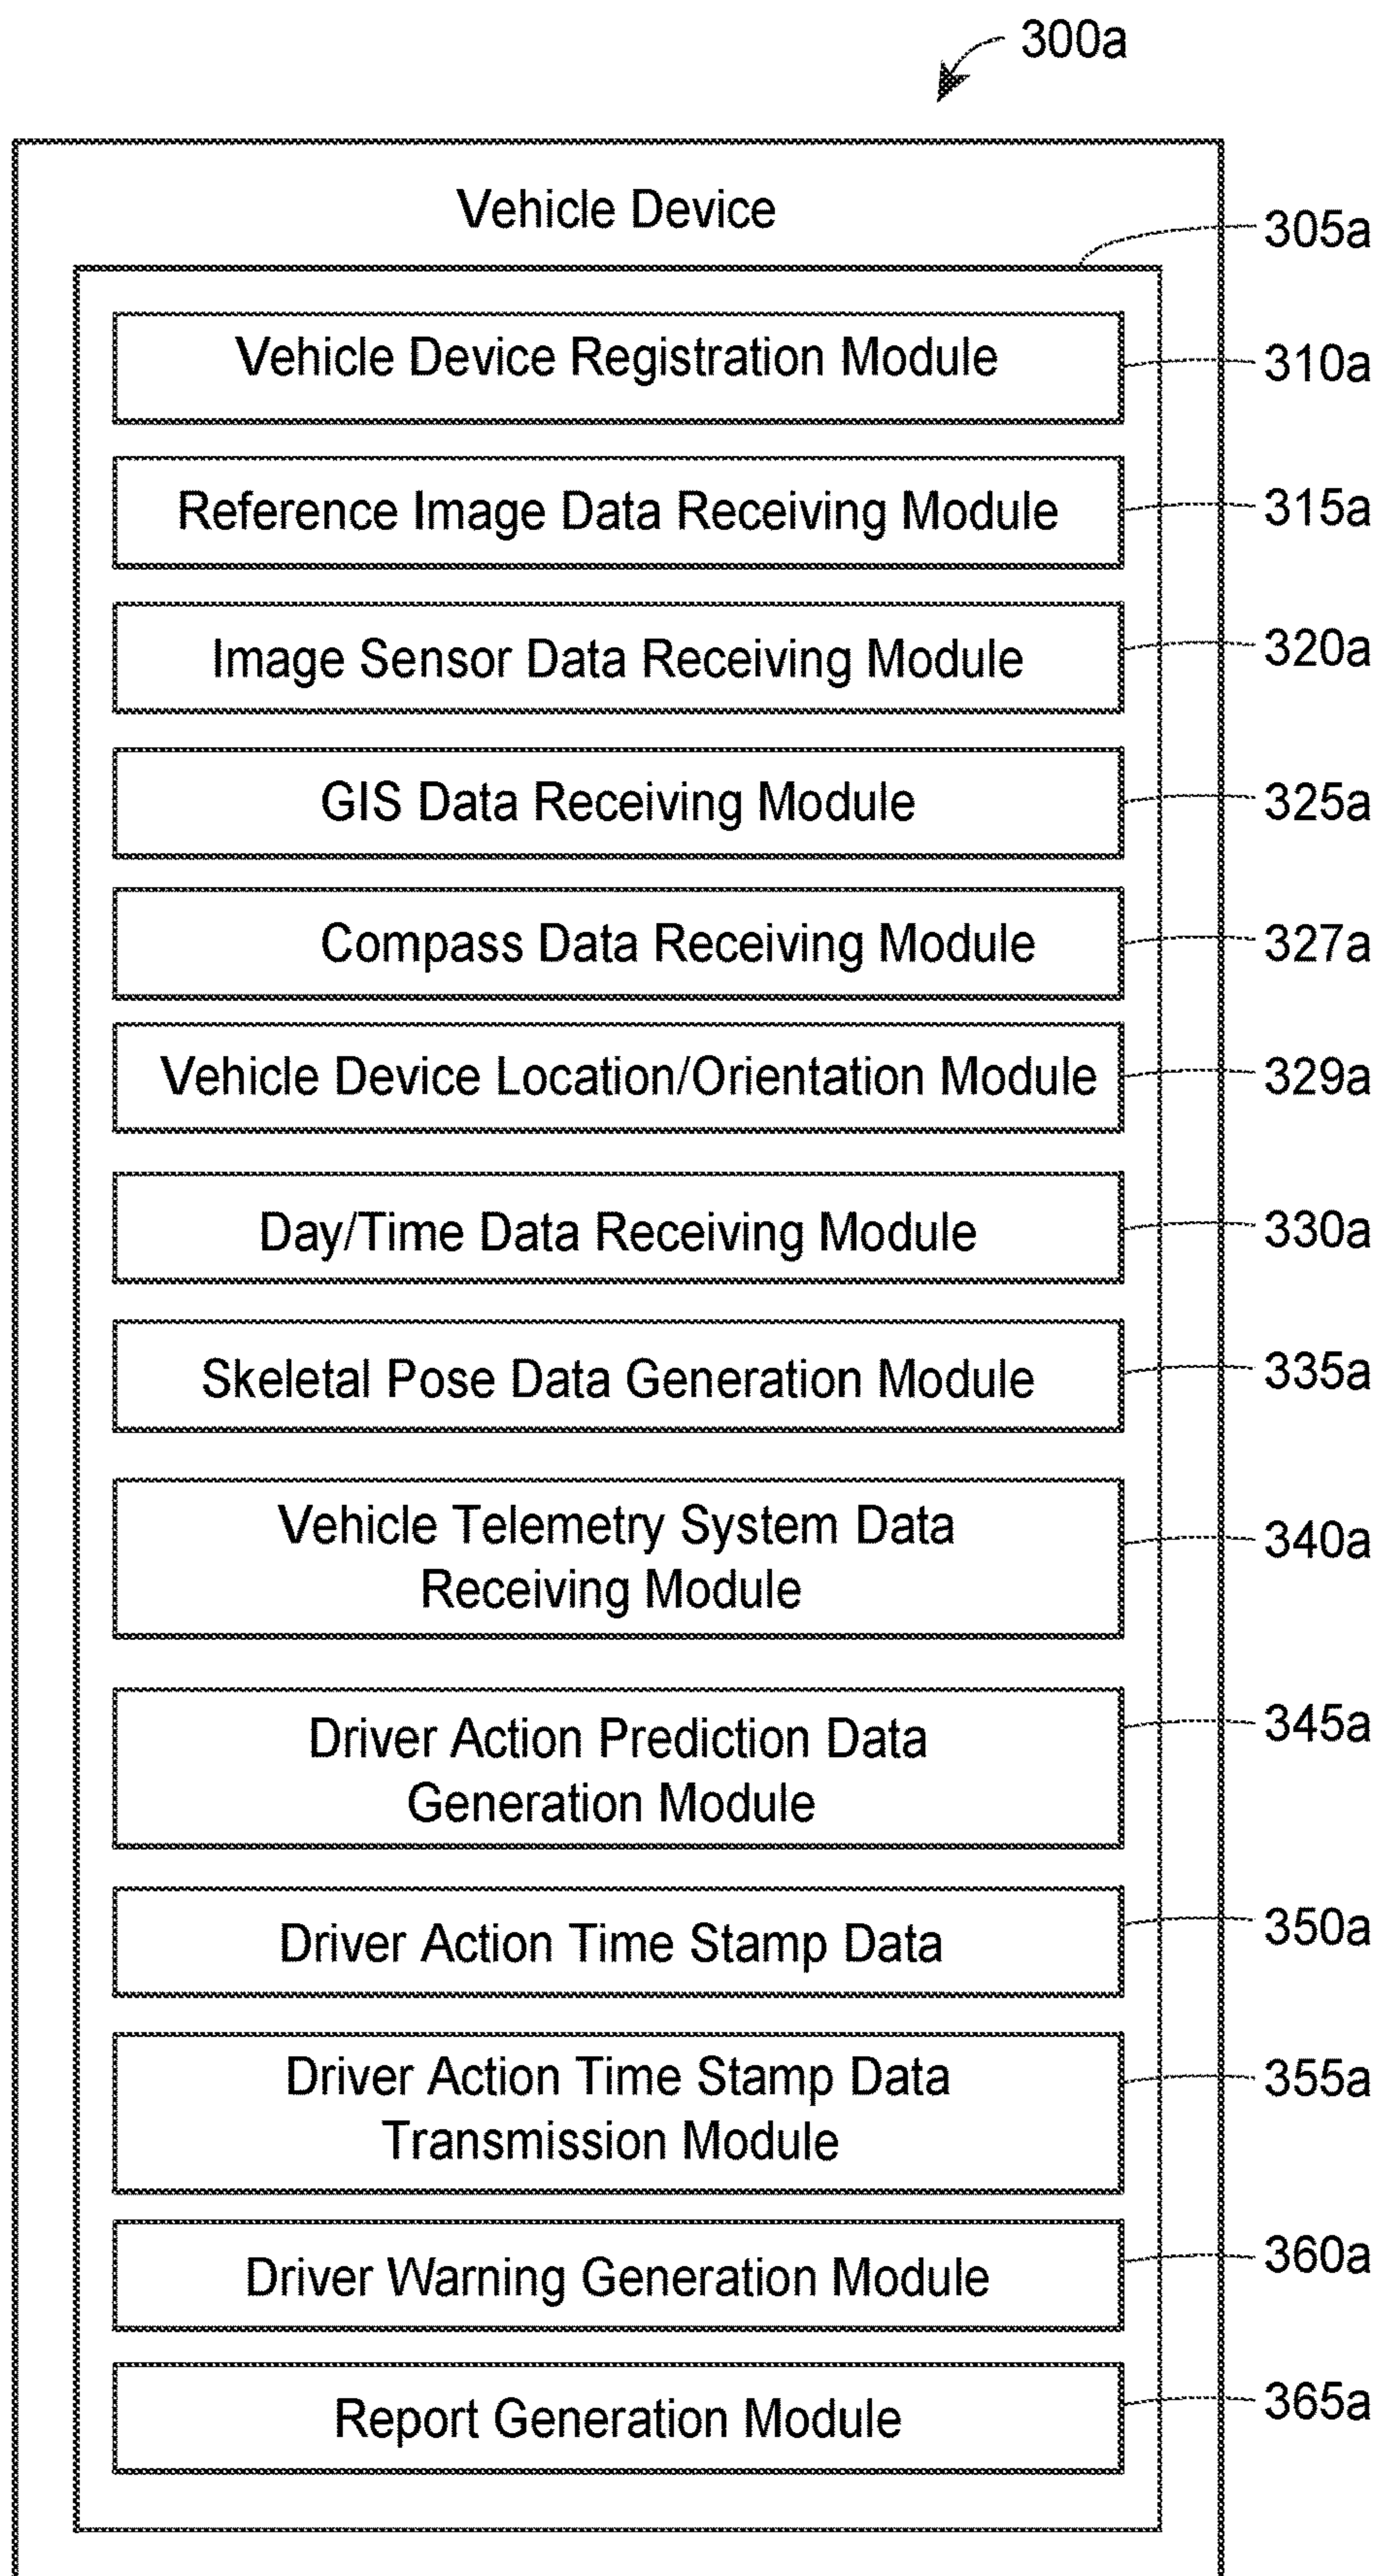 300a
Vehicle Device
305a
Vehicle Device Registration Module
310a
Reference Image Data Receiving Module
315a
Image Sensor Data Receiving Module
320a
GIS Data Receiving Module
325a
Compass Data Receiving Module
327a
Vehicle Device Location/Orientation Module
329a
Day/Time Data Receiving Module
330a
Skeletal Pose Data Generation Module
335a
Vehicle Telemetry System Data
Receiving Module
340a
Driver Action Prediction Data
Generation Module
345a
Driver Action Time Stamp Data
350a
Driver Action Time Stamp Data
Transmission Module
355a
Driver Warning Generation Module
360a
Report Generation Module
365a